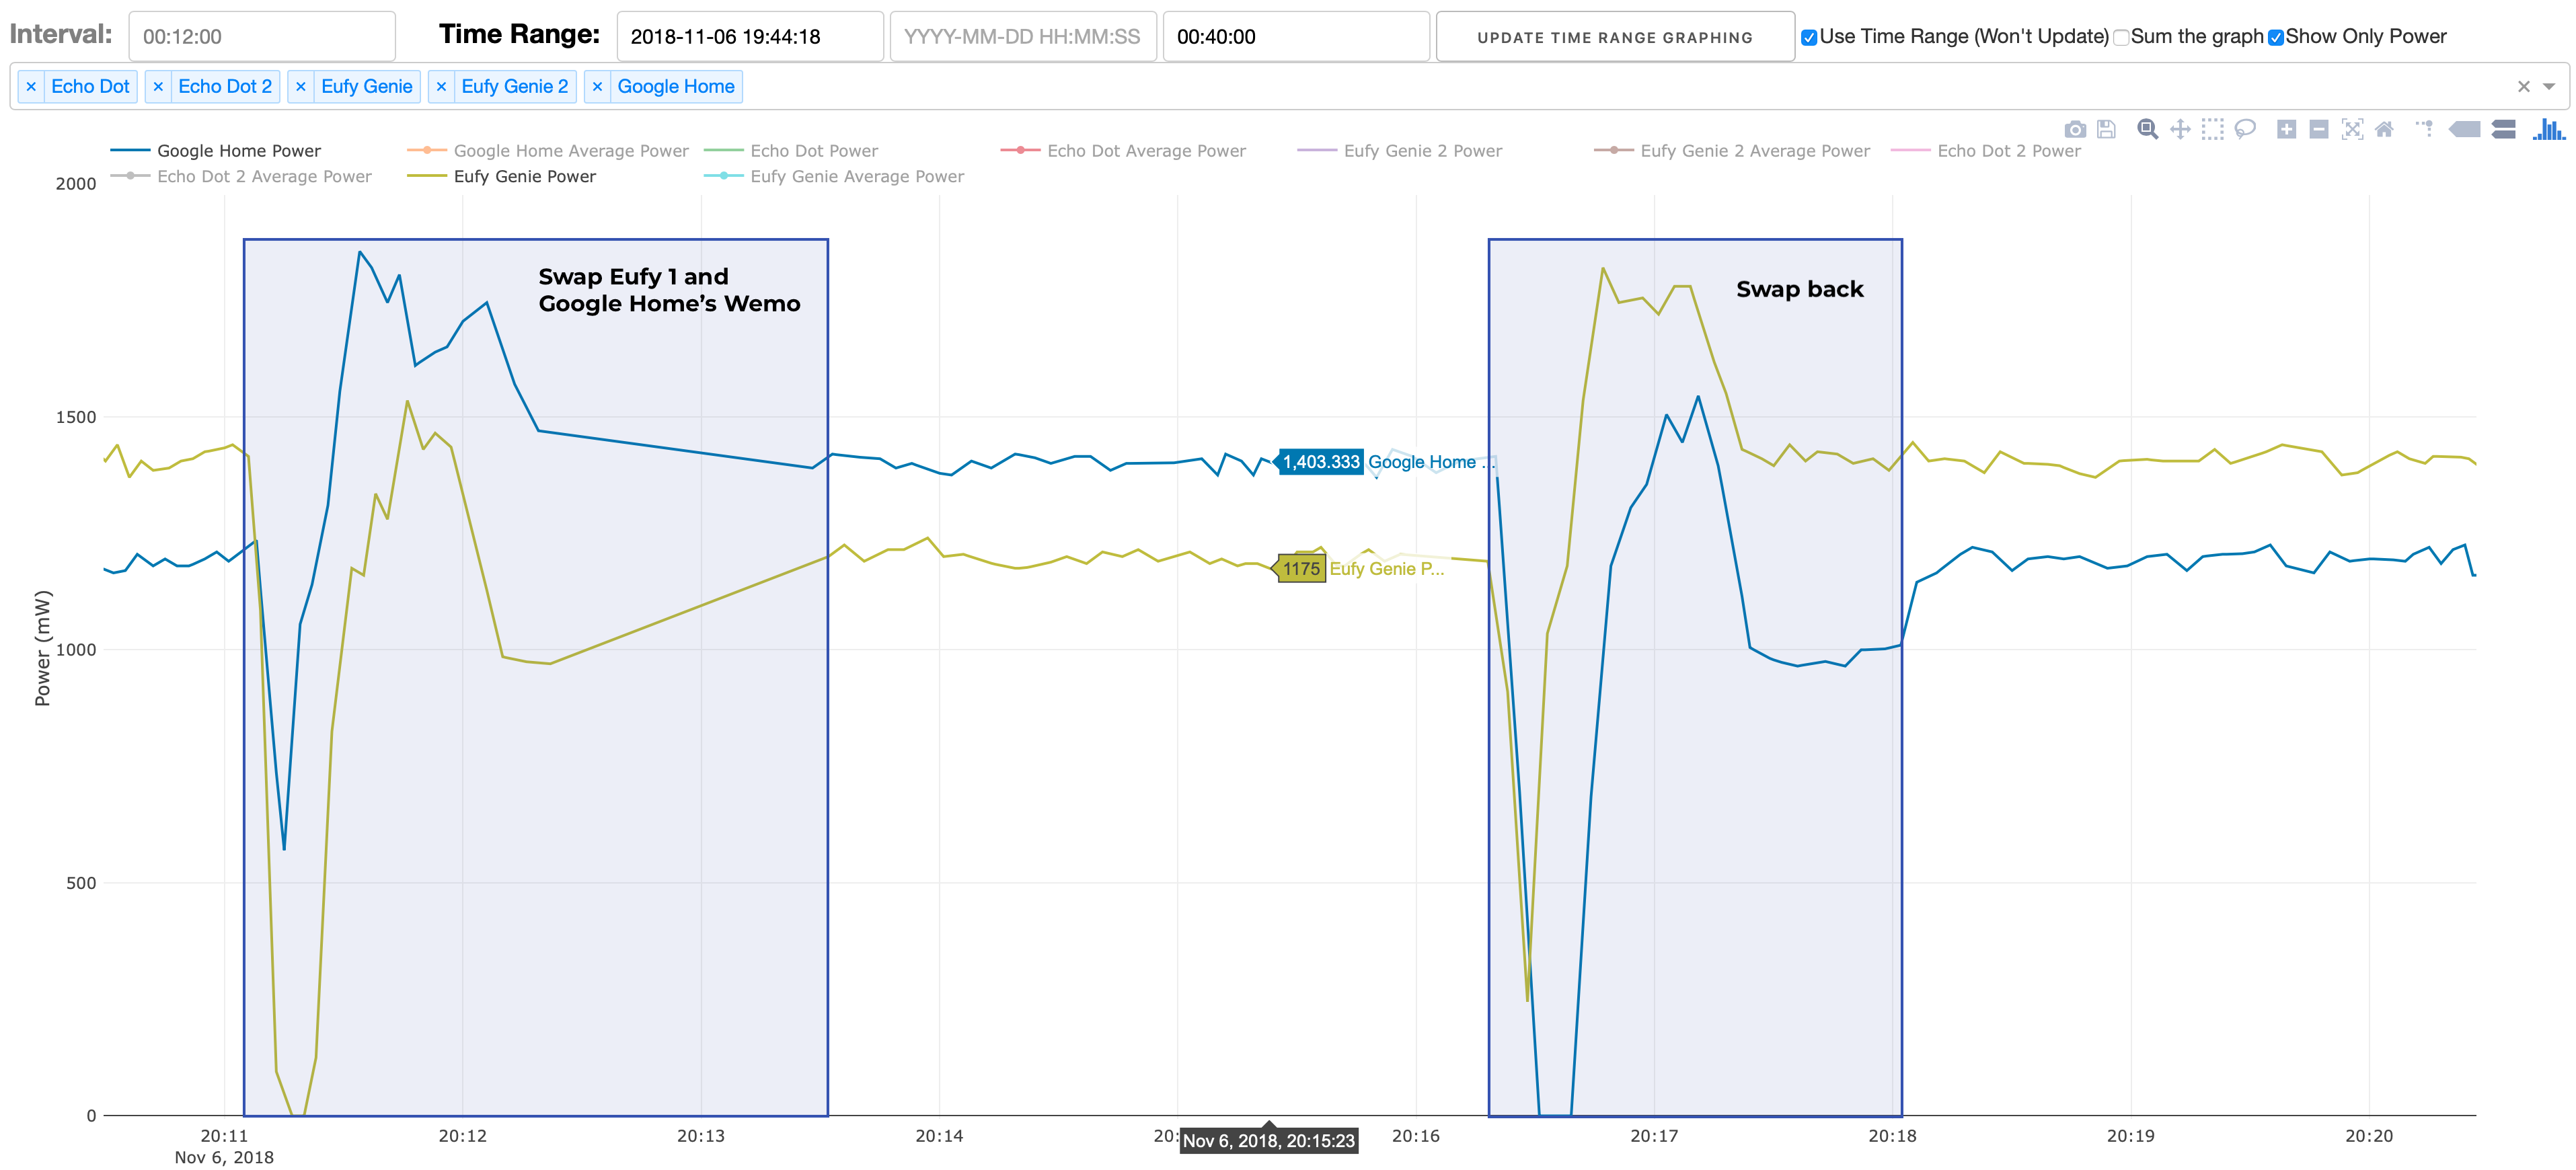 Interval: 00:12:00 Time Range: 2018-11-06 19:44:18 YYYY-MM-DD HH:MM:SS 00:40:00 UPDATE TIME RANGE GRAPHING Use Time Range (Won't Update) Sum the graph Show Only Power
× Echo Dot × Echo Dot 2 × Eufy Genie × Eufy Genie 2 × Google Home ×
Google Home Power Google Home Average Power Echo Dot Power Echo Dot Average Power Eufy Genie 2 Power Eufy Genie 2 Average Power Echo Dot 2 Power
Echo Dot 2 Average Power Eufy Genie Power Eufy Genie Average Power
2000
Swap Eufy 1 and
Google Home’s Wemo
Swap back
1500
1,403.333 Google Home ...
1175 Eufy Genie P...
Power (mW)
1000
500
0
20:11 20:12 20:13 20:14 Nov 6, 2018, 20:15:23 20:16 20:17 20:18 20:19 20:20
Nov 6, 2018